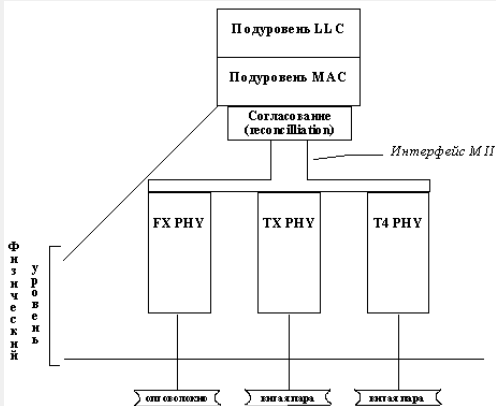 Подуровень LLC
Подуровень MAC
Согласование
(reconcilliation)
Интерфейс MII
FX PHY
TX PHY
T4 PHY
Физический
уровень
оптоволокно
витая пара
витая пара